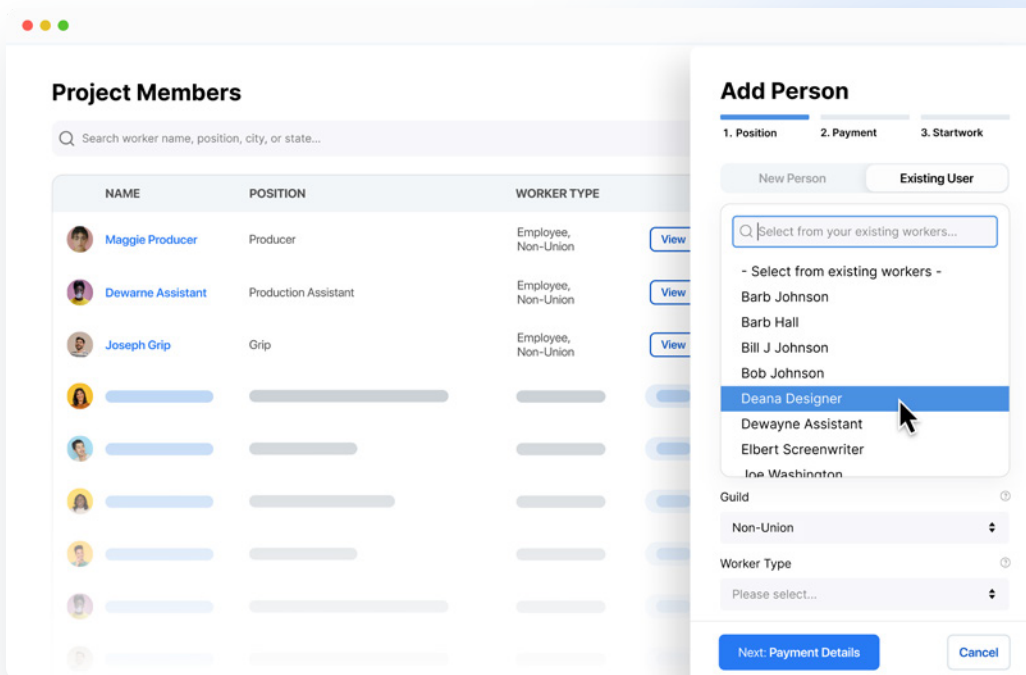 Project Members
Search worker name, position, city, or state...
NAME POSITION WORKER TYPE
Maggie Producer Producer Employee, Non-Union View
Dewarne Assistant Production Assistant Employee, Non-Union View
Joseph Grip Grip Employee, Non-Union View
Add Person
1. Position 2. Payment 3. Startwork
New Person Existing User
Select from your existing workers...
- Select from existing workers -
Barb Johnson
Barb Hall
Bill J Johnson
Bob Johnson
Deana Designer
Dewayne Assistant
Elbert Screenwriter
Joe Washington
Guild
Non-Union
Worker Type
Please select...
Next: Payment Details Cancel